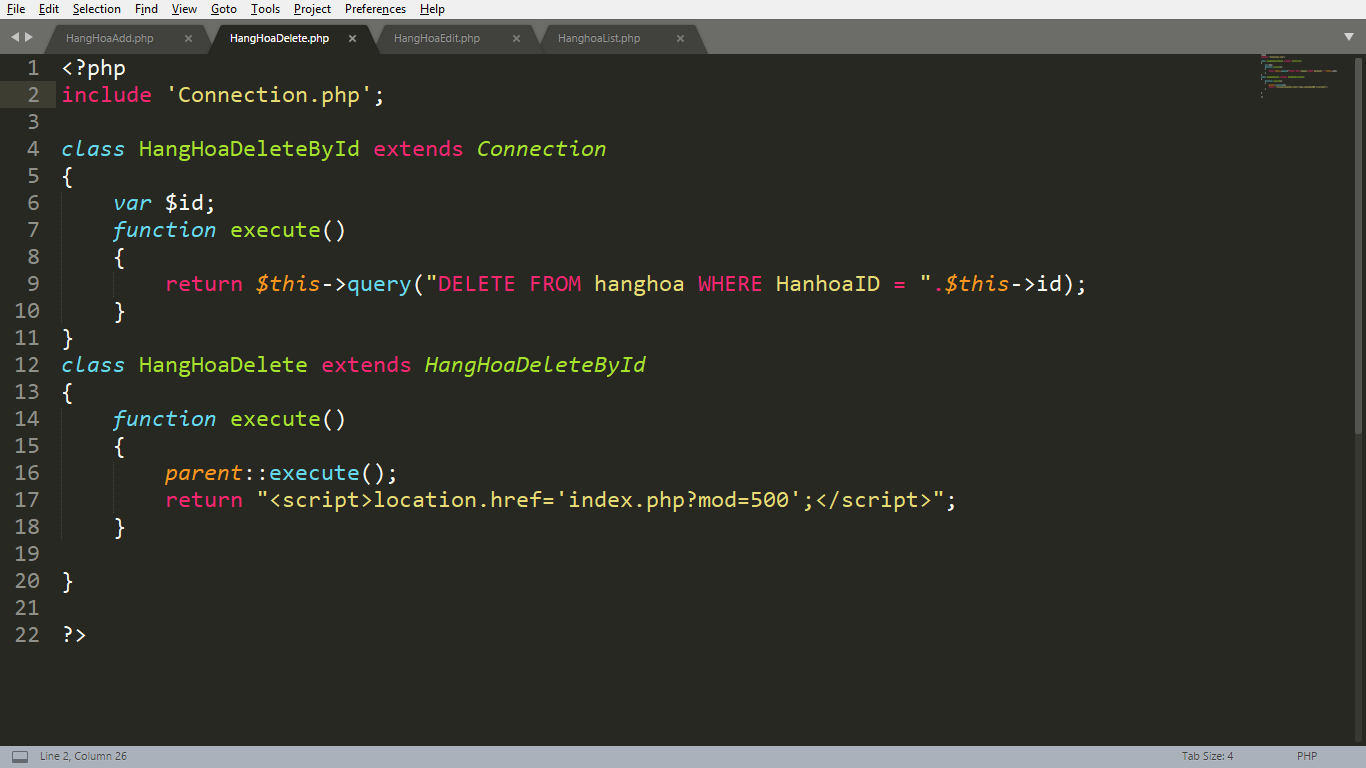 File Edit Selection Find View Goto Tools Project Preferences Help
HangHoaAdd.php × HangHoaDelete.php × HangHoaEdit.php × HanghoaList.php ×
1 <?php
2 include 'Connection.php';
3
4 class HangHoaDeleteById extends Connection
5 {
6 var $id;
7 function execute()
8 {
9 return $this->query("DELETE FROM hanghoa WHERE HanhoaID = ".$this->id);
10 }
11 }
12 class HangHoaDelete extends HangHoaDeleteById
13 {
14 function execute()
15 {
16 parent::execute();
17 return "<script>location.href='index.php?mod=500';</script>";
18 }
19
20 }
21
22 ?>
Line 2, Column 26 Tab Size: 4 PHP